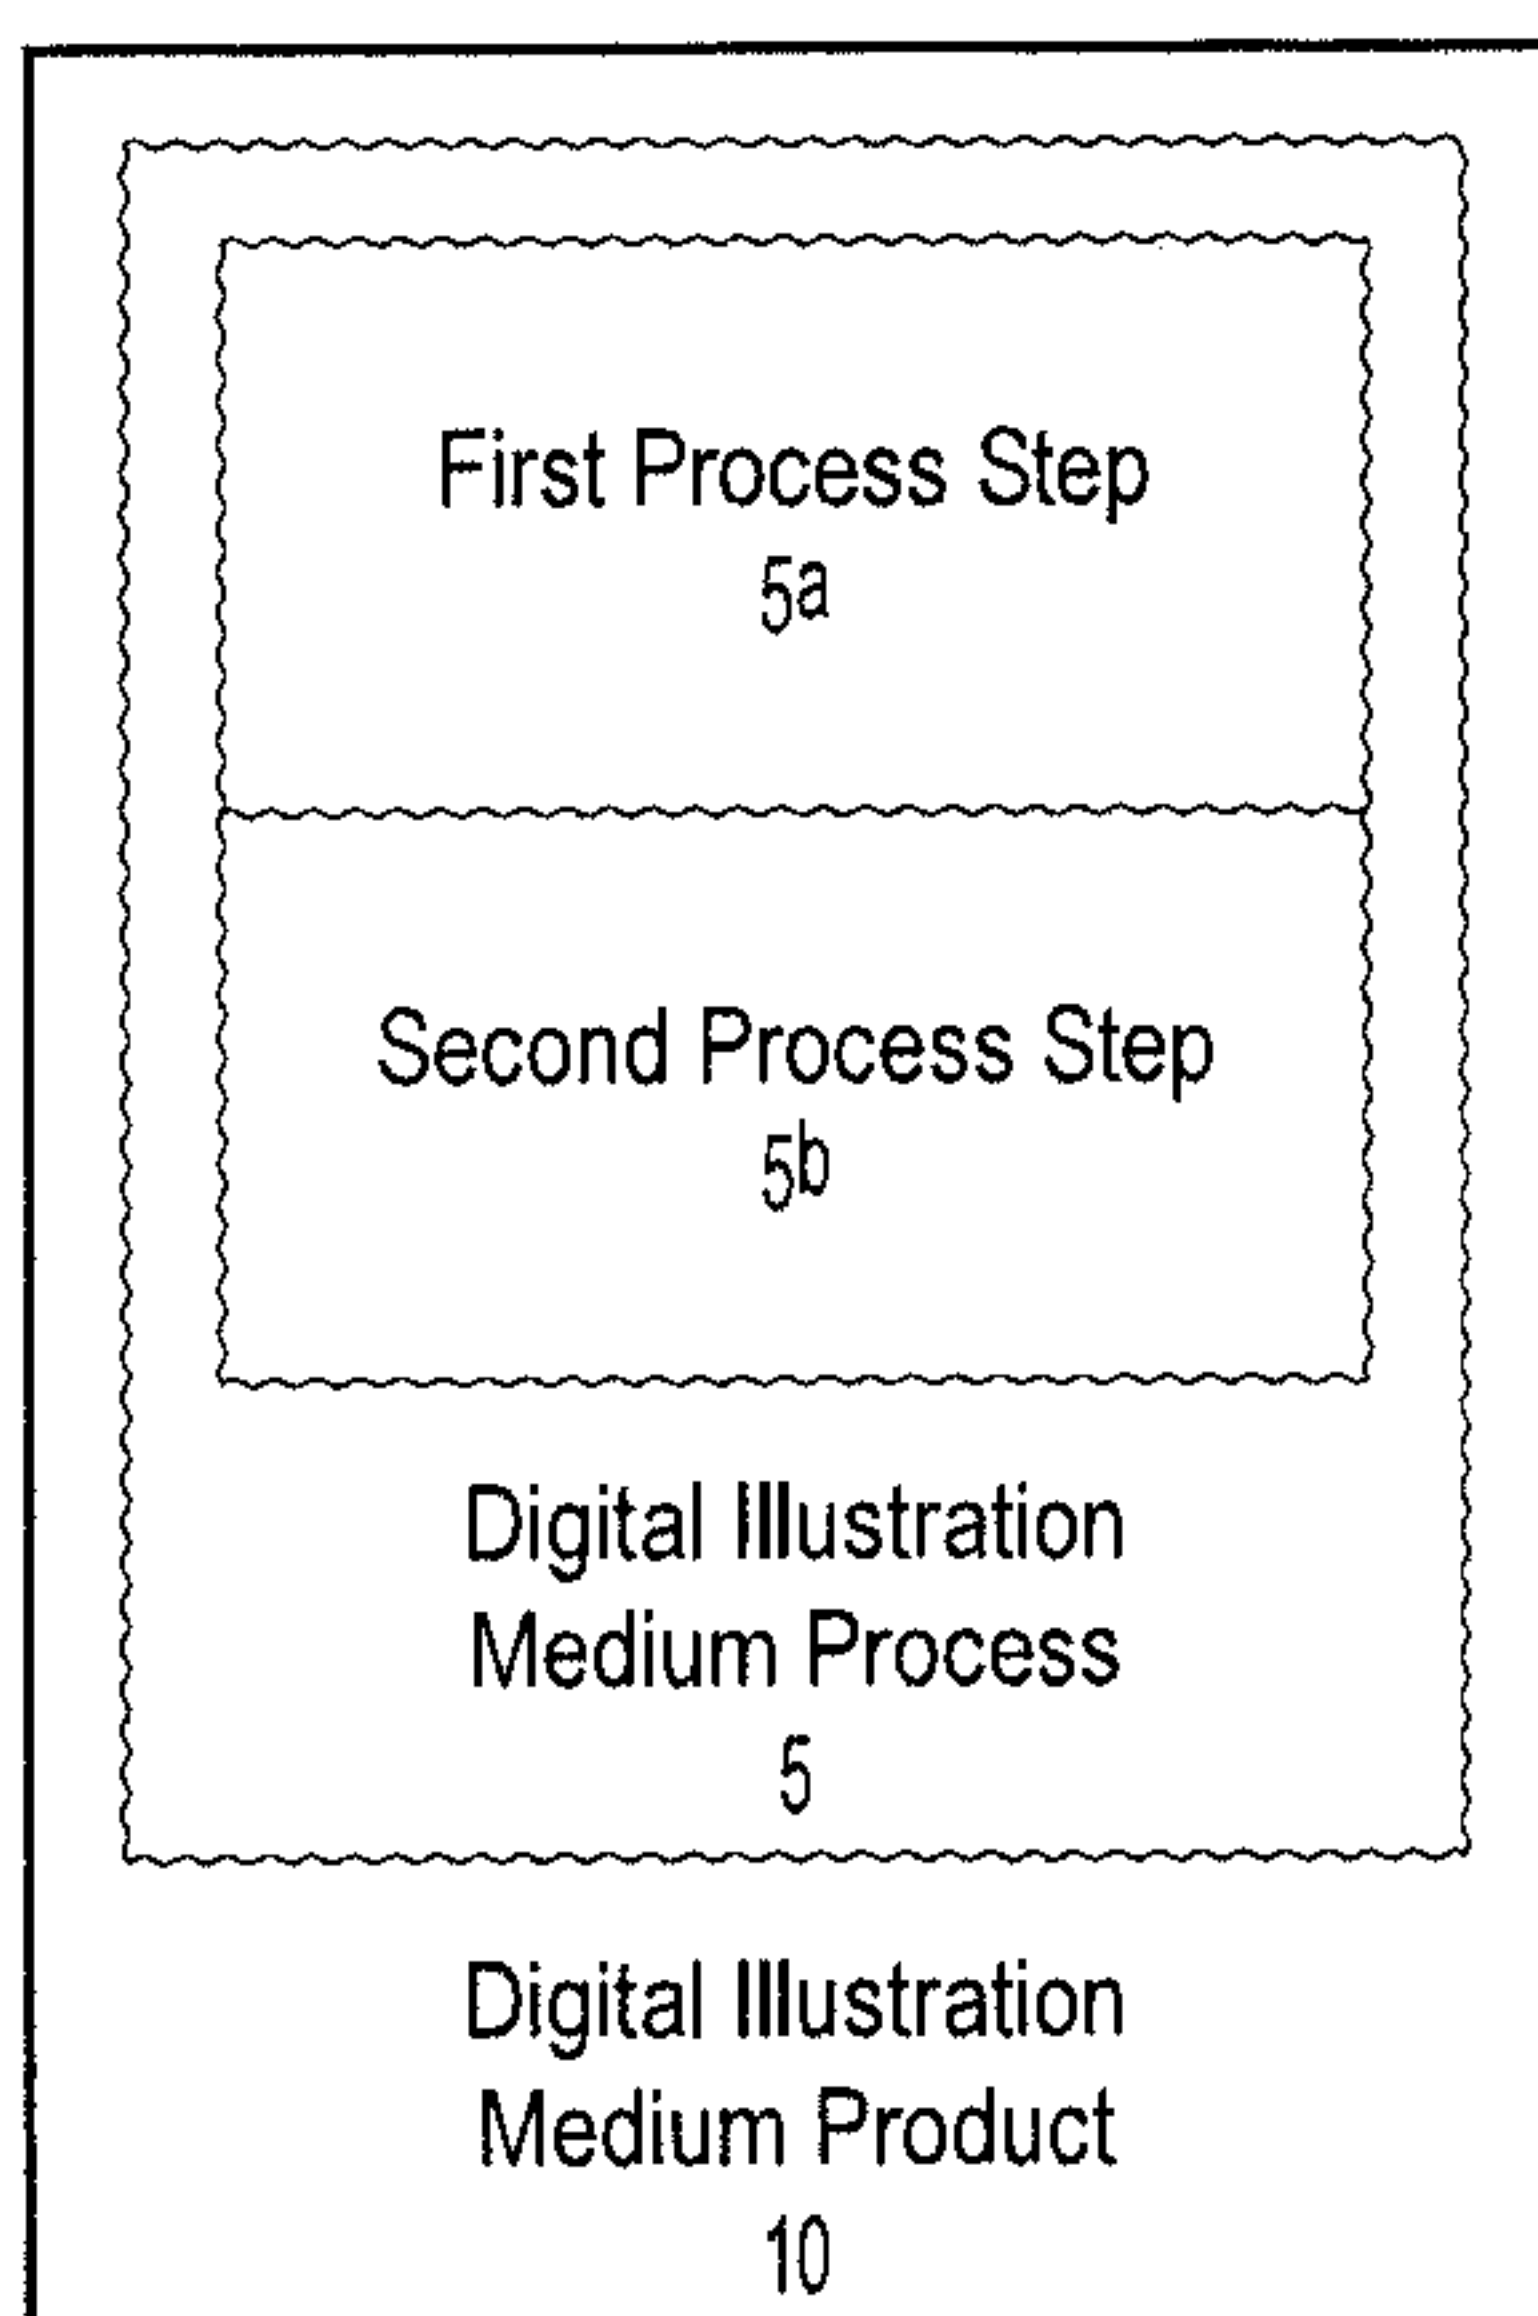 First Process Step
5a
Second Process Step
5b
Digital Illustration
Medium Process
5
Digital Illustration
Medium Product
10